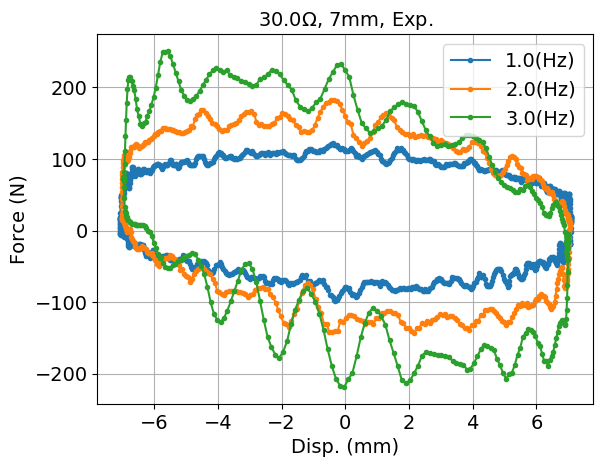 30.0Ω, 7mm, Exp.
1.0(Hz)
2.0(Hz)
3.0(Hz)
Force (N)
200
100
0
−100
−200
−6 −4 −2 0 2 4 6
Disp. (mm)